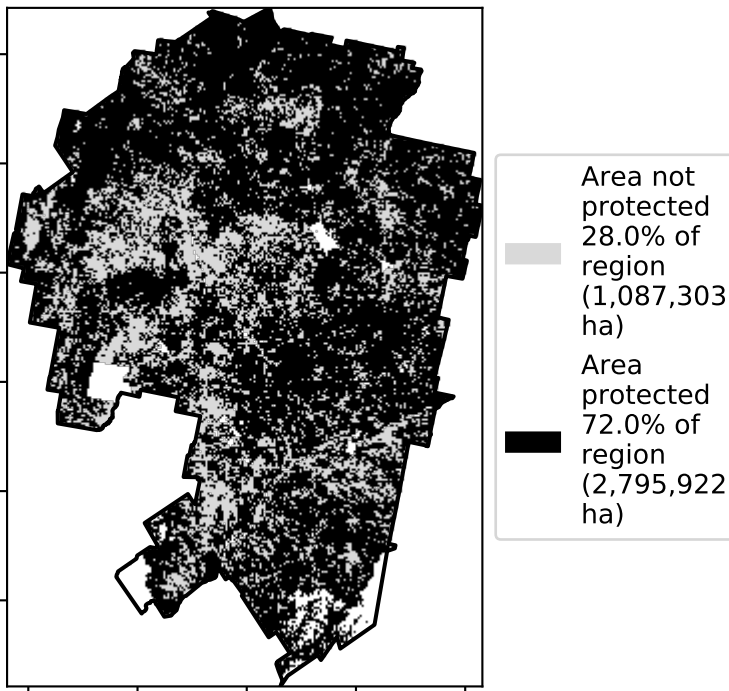 Area not
protected
28.0% of
region
(1,087,303
ha)
Area
protected
72.0% of
region
(2,795,922
ha)